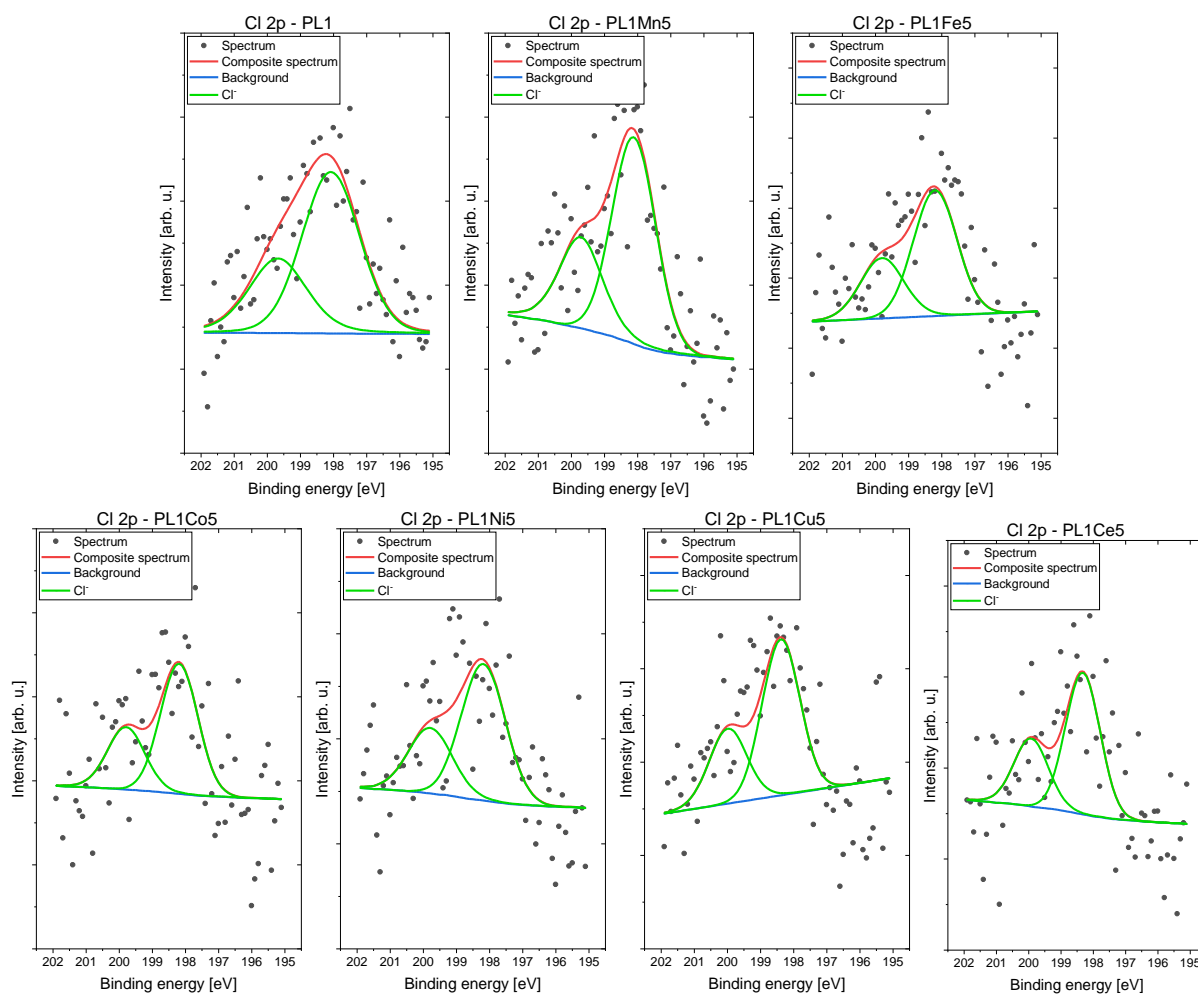 Cl 2p - PL1
Spectrum
Composite spectrum
Background
Cl⁻
Intensity [arb. u.]
202 201 200 199 198 197 196 195
Binding energy [eV]
Cl 2p - PL1Mn5
Spectrum
Composite spectrum
Background
Cl⁻
Intensity [arb. u.]
202 201 200 199 198 197 196 195
Binding energy [eV]
Cl 2p - PL1Fe5
Spectrum
Composite spectrum
Background
Cl⁻
Intensity [arb. u.]
202 201 200 199 198 197 196 195
Binding energy [eV]
Cl 2p - PL1Co5
Spectrum
Composite spectrum
Background
Cl⁻
Intensity [arb. u.]
202 201 200 199 198 197 196 195
Binding energy [eV]
Cl 2p - PL1Ni5
Spectrum
Composite spectrum
Background
Cl⁻
Intensity [arb. u.]
202 201 200 199 198 197 196 195
Binding energy [eV]
Cl 2p - PL1Cu5
Spectrum
Composite spectrum
Background
Cl⁻
Intensity [arb. u.]
202 201 200 199 198 197 196 195
Binding energy [eV]
Cl 2p - PL1Ce5
Spectrum
Composite spectrum
Background
Cl⁻
Intensity [arb. u.]
202 201 200 199 198 197 196 195
Binding energy [eV]